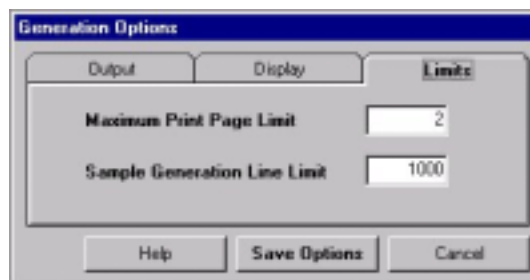 Generation Options
Output Display Limits
Maximum Print Page Limit 2
Sample Generation Line Limit 1000
Help Save Options Cancel